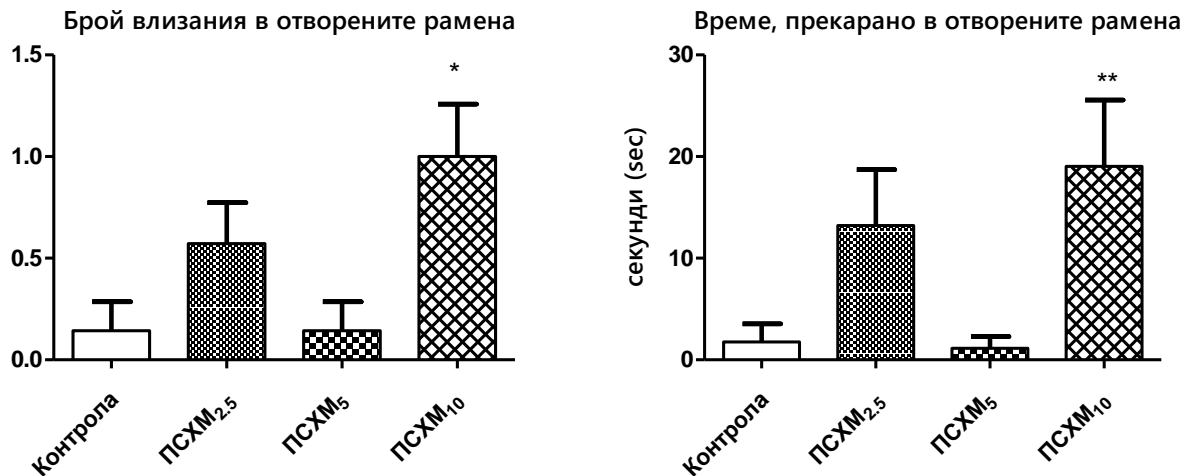 Брой влизания в отворените рамена
1.5
*
1.0
0.5
0.0
Контрола
ПСХМ₂.₅
ПСХМ₅
ПСХМ₁₀
Време, прекарано в отворените рамена
30
**
20
секунди (sec)
10
0
Контрола
ПСХМ₂.₅
ПСХМ₅
ПСХМ₁₀